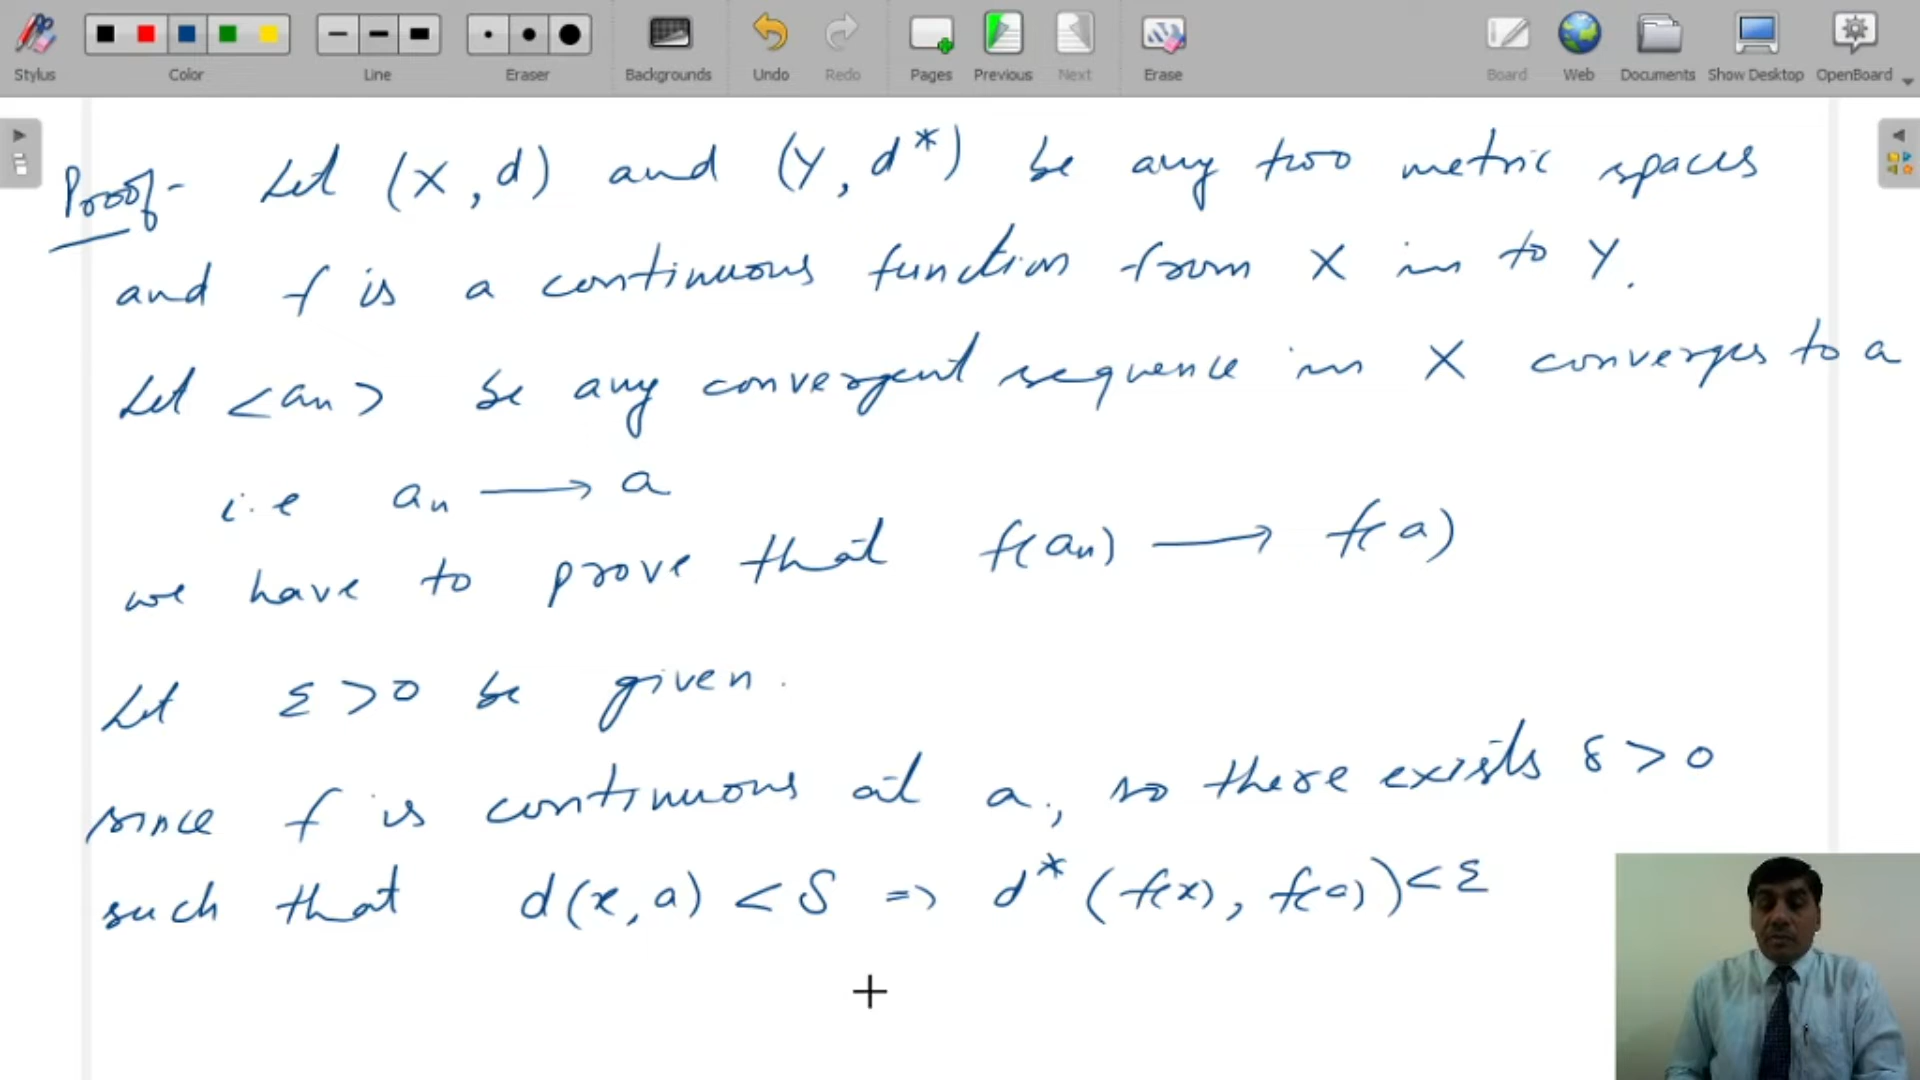 Stylus Color Line Eraser Backgrounds Undo Redo Pages Previous Next Erase Board Web Documents Show Desktop OpenBoard
Proof- Let (X, d) and (Y, d*) be any two metric spaces
and f is a continuous function from X in to Y.
Let <an> be any convergent sequence in X converges to a
i.e an ⟶ a
we have to prove that f(an) ⟶ f(a)
Let ε > 0 be given.
since f is continuous at a, so there exists δ > 0
such that d(x, a) < δ => d* (f(x), f(a)) < ε